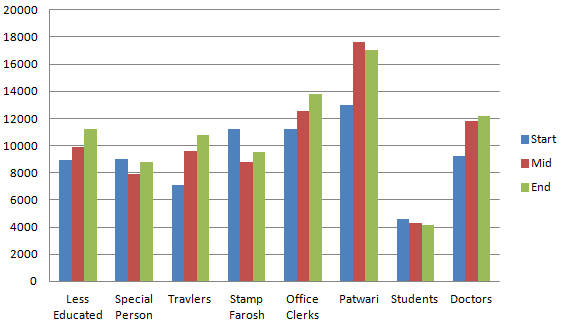 20000
18000
16000
14000
12000
10000
8000
6000
4000
2000
0
Less Educated
Special Person
Travlers
Stamp Farosh
Office Clerks
Patwari
Students
Doctors
Start
Mid
End